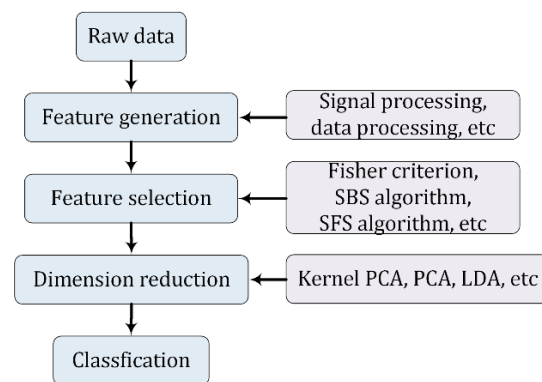 Raw data
Feature generation
Signal processing,
data processing, etc
Feature selection
Fisher criterion,
SBS algorithm,
SFS algorithm, etc
Dimension reduction
Kernel PCA, PCA, LDA, etc
Classfication